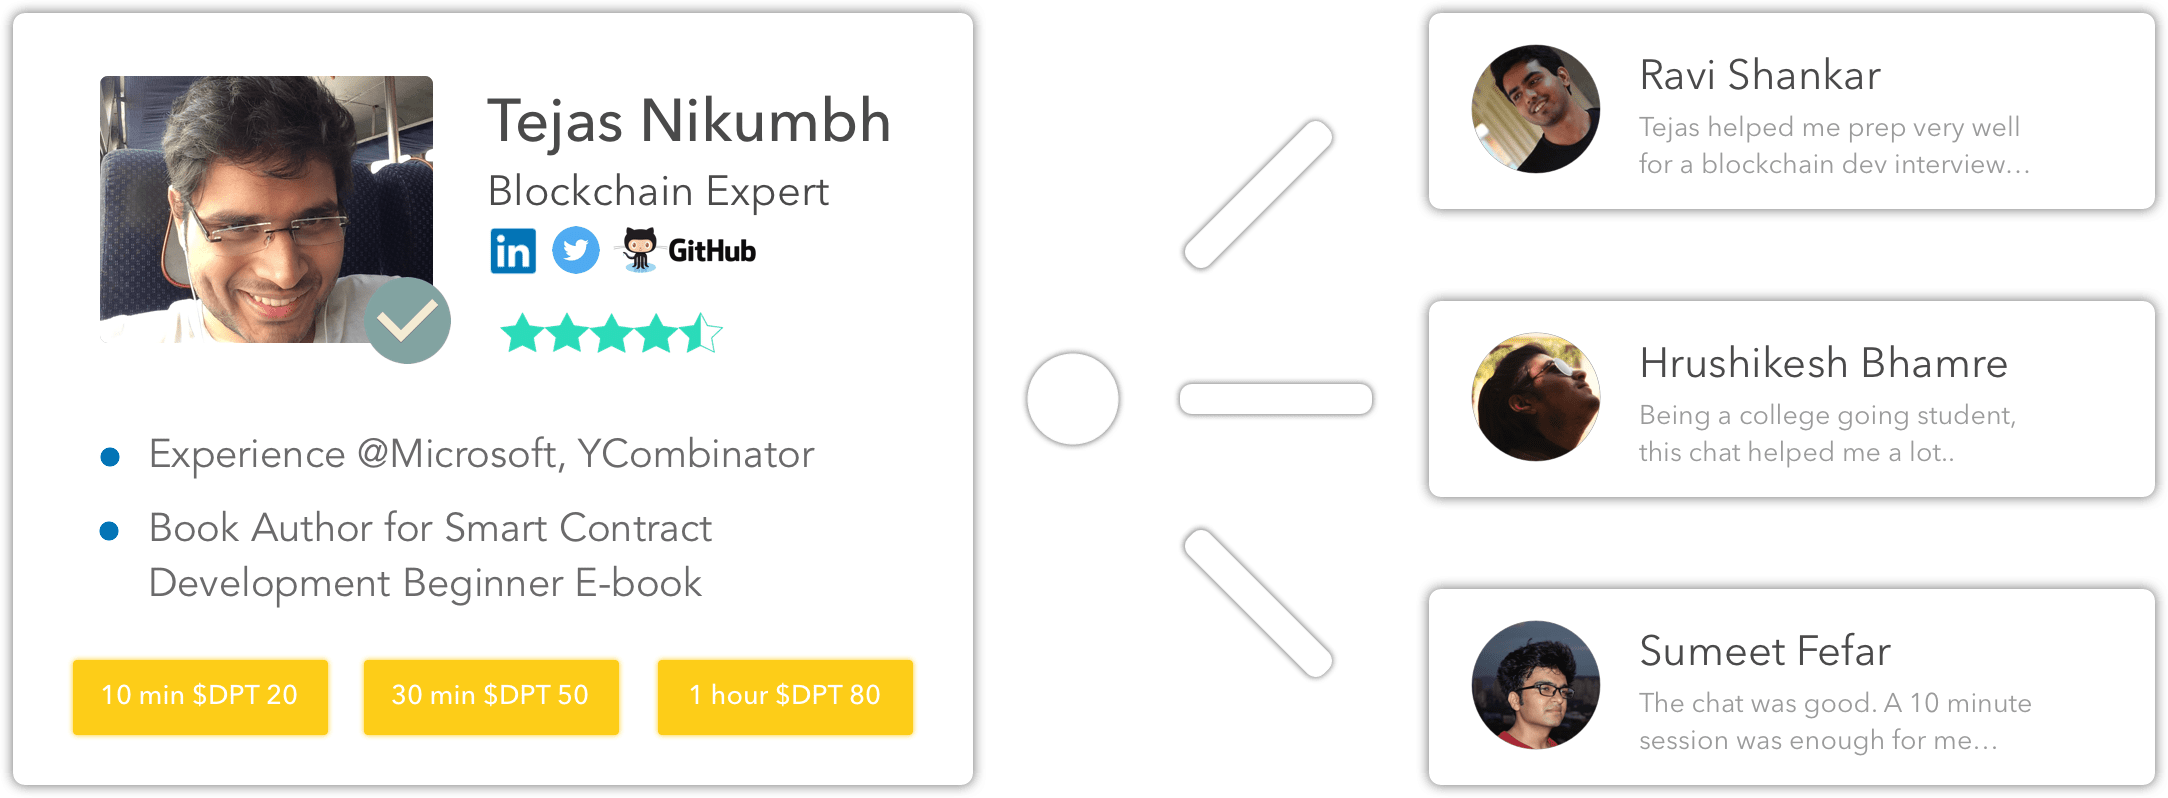 Tejas Nikumbh
Blockchain Expert
in
GitHub
Experience @Microsoft, YCombinator
Book Author for Smart Contract
Development Beginner E-book
10 min $DPT 20
30 min $DPT 50
1 hour $DPT 80
Ravi Shankar
Tejas helped me prep very well
for a blockchain dev interview...
Hrushikesh Bhamre
Being a college going student,
this chat helped me a lot..
Sumeet Fefar
The chat was good. A 10 minute
session was enough for me...